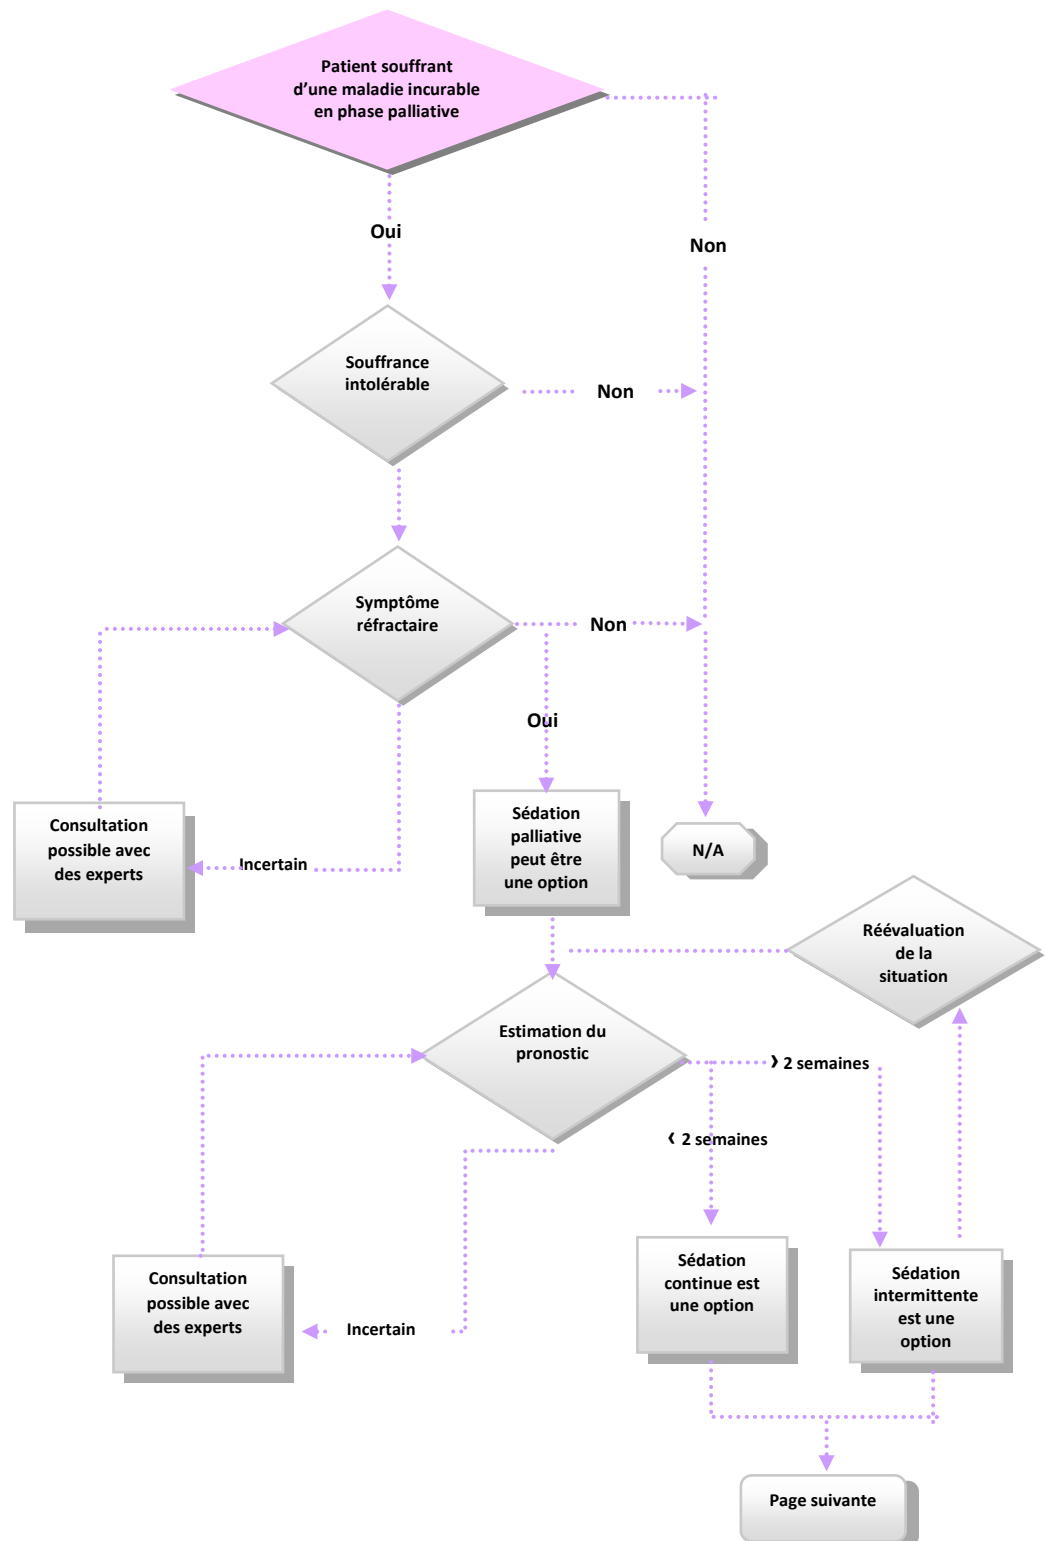 Patient souffrant
d’une maladie incurable
en phase palliative
Oui
Non
Souffrance
intolérable
Non
Symptôme
réfractaire
Non
Oui
Consultation
possible avec
des experts
Incertain
Sédation
palliative
peut être
une option
N/A
Réévaluation
de la
situation
Estimation du
pronostic
› 2 semaines
‹ 2 semaines
Consultation
possible avec
des experts
Incertain
Sédation
continue est
une option
Sédation
intermittente
est une
option
Page suivante